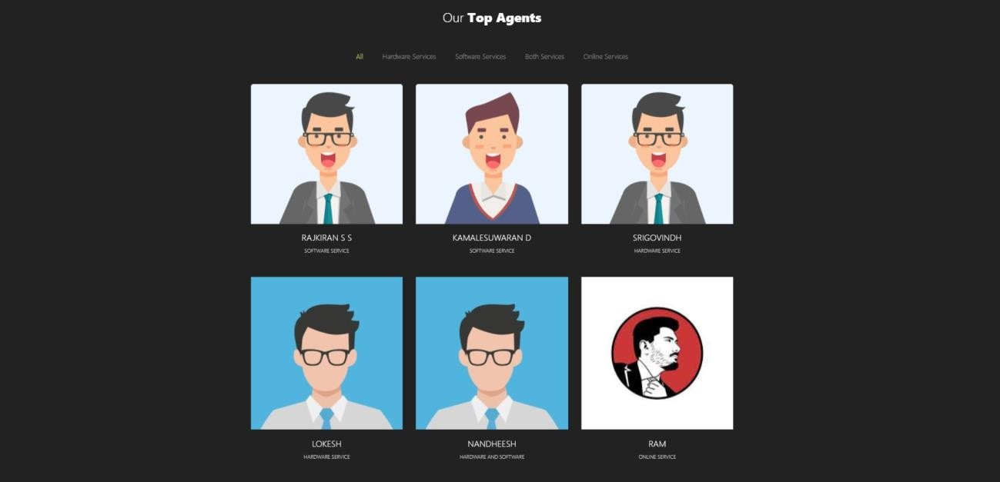 Our Top Agents
All Hardware Services Software Services Both Services Online Services
RAJKIRAN S S KAMALESUWARAN D SRIGOVINDH
SOFTWARE SERVICE SOFTWARE SERVICE HARDWARE SERVICE
LOKESH NANDHEESH RAM
HARDWARE SERVICE HARDWARE AND SOFTWARE ONLINE SERVICE